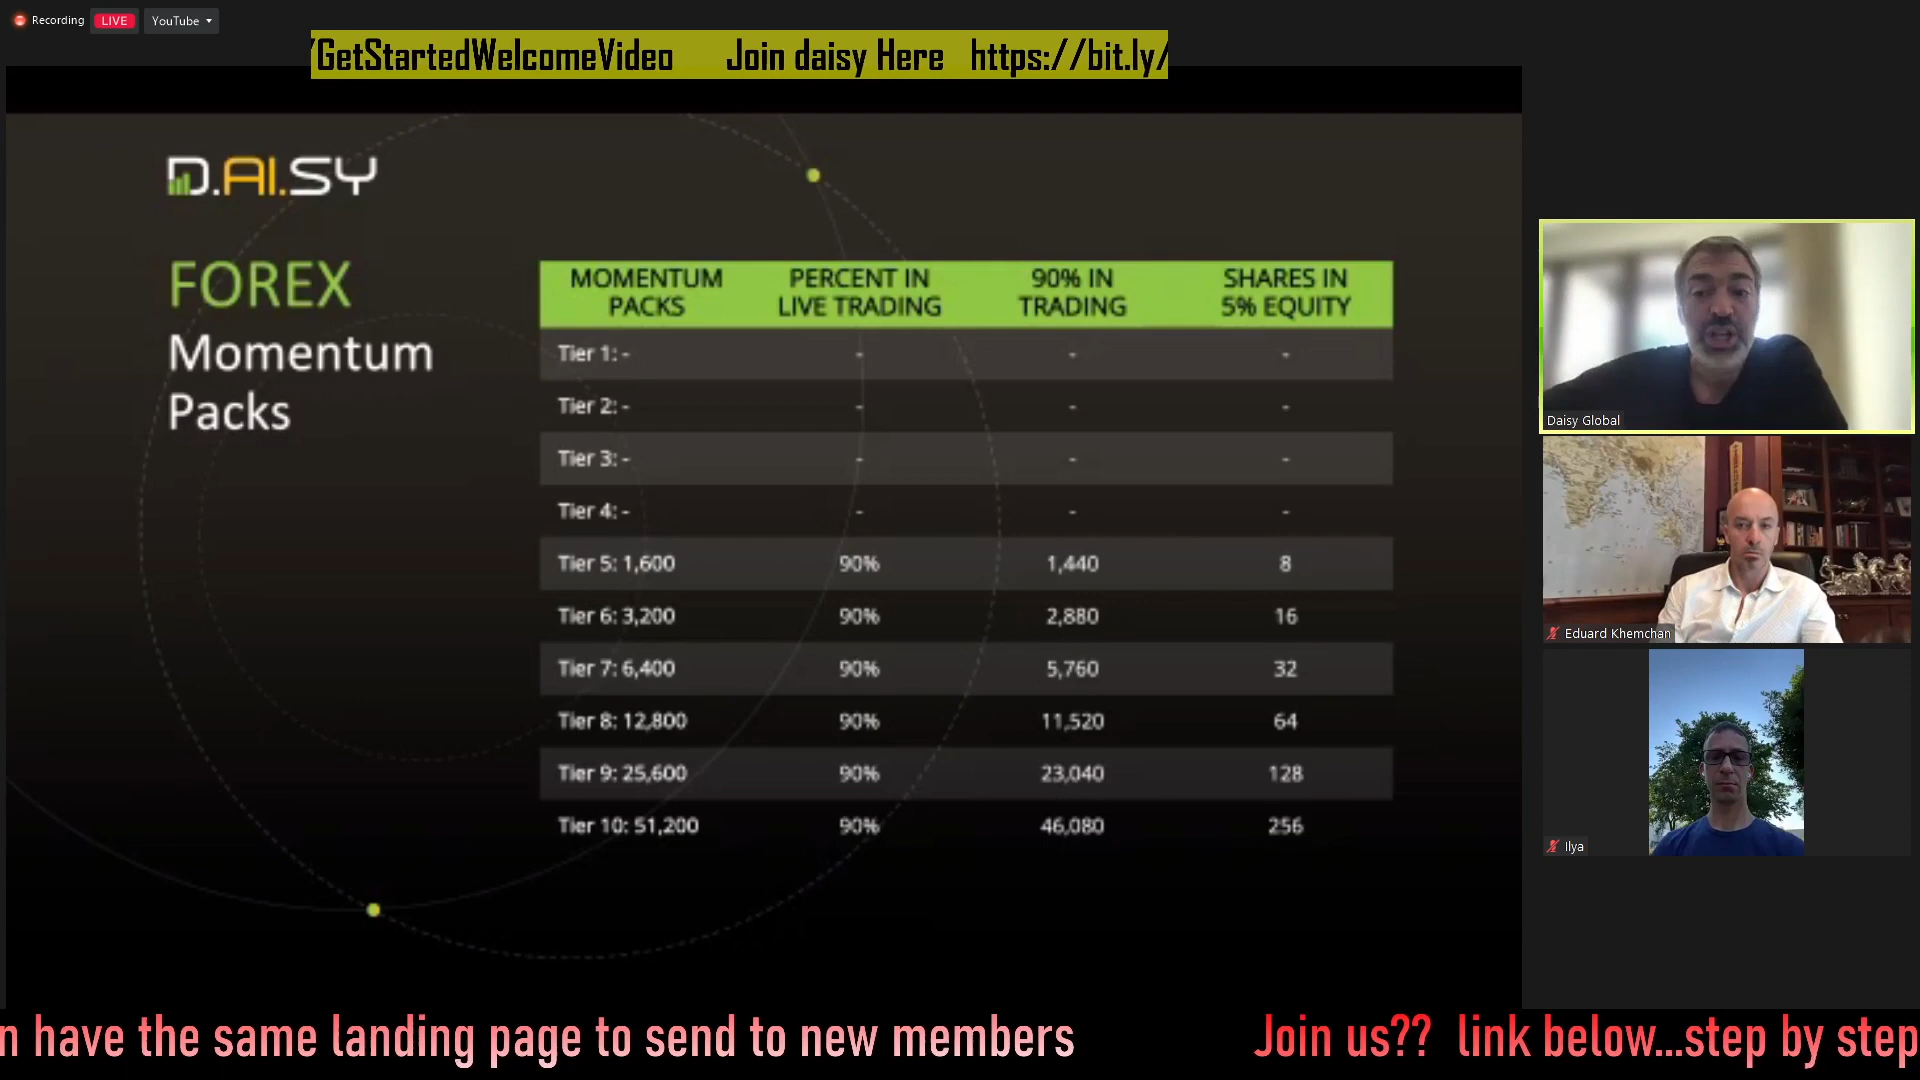 Recording LIVE YouTube
/GetStartedWelcomeVideo Join daisy Here https://bit.ly/
D.AI.SY
FOREX
Momentum
Packs
MOMENTUM PACKS PERCENT IN LIVE TRADING 90% IN TRADING SHARES IN 5% EQUITY
Tier 1: - - - -
Tier 2: - - - -
Tier 3: - - - -
Tier 4: - - - -
Tier 5: 1,600 90% 1,440 8
Tier 6: 3,200 90% 2,880 16
Tier 7: 6,400 90% 5,760 32
Tier 8: 12,800 90% 11,520 64
Tier 9: 25,600 90% 23,040 128
Tier 10: 51,200 90% 46,080 256
Daisy Global
Eduard Khemchan
Ilya
n have the same landing page to send to new members Join us?? link below...step by step